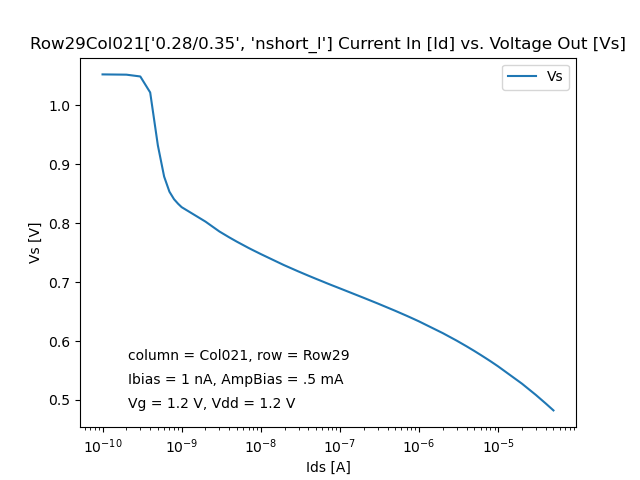 Row29Col021['0.28/0.35', 'nshort_l'] Current In [Id] vs. Voltage Out [Vs]
Vs
1.0
0.9
0.8
0.7
0.6
0.5
Vs [V]
column = Col021, row = Row29
Ibias = 1 nA, AmpBias = .5 mA
Vg = 1.2 V, Vdd = 1.2 V
10⁻¹⁰ 10⁻⁹ 10⁻⁸ 10⁻⁷ 10⁻⁶ 10⁻⁵
Ids [A]